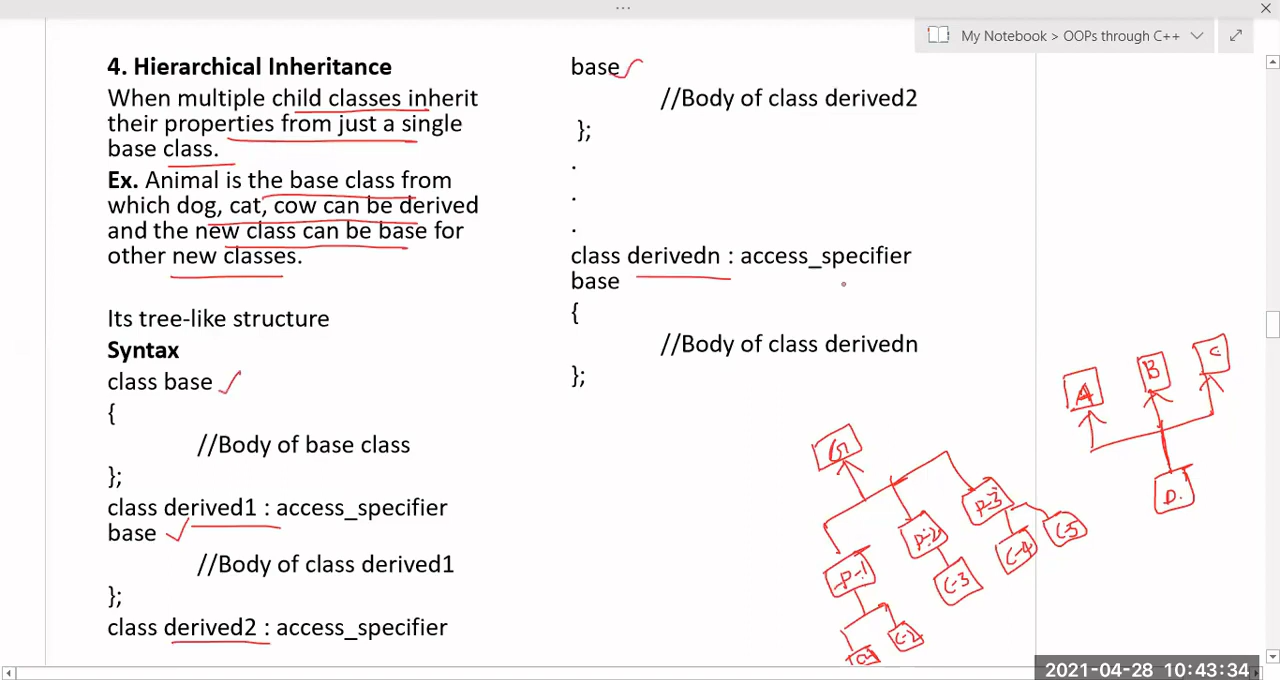 My Notebook > OOPs through C++
4. Hierarchical Inheritance
When multiple child classes inherit
their properties from just a single
base class.
Ex. Animal is the base class from
which dog, cat, cow can be derived
and the new class can be base for
other new classes.
Its tree-like structure
Syntax
class base
{
//Body of base class
};
class derived1 : access_specifier
base
//Body of class derived1
};
class derived2 : access_specifier
base
//Body of class derived2
};
.
.
.
class derivedn : access_specifier
base
{
//Body of class derivedn
};
A
B
C
D.
G
P-1
P-2
P-3
C-2
C-3
C-4
C-5
2021-04-28 10:43:34